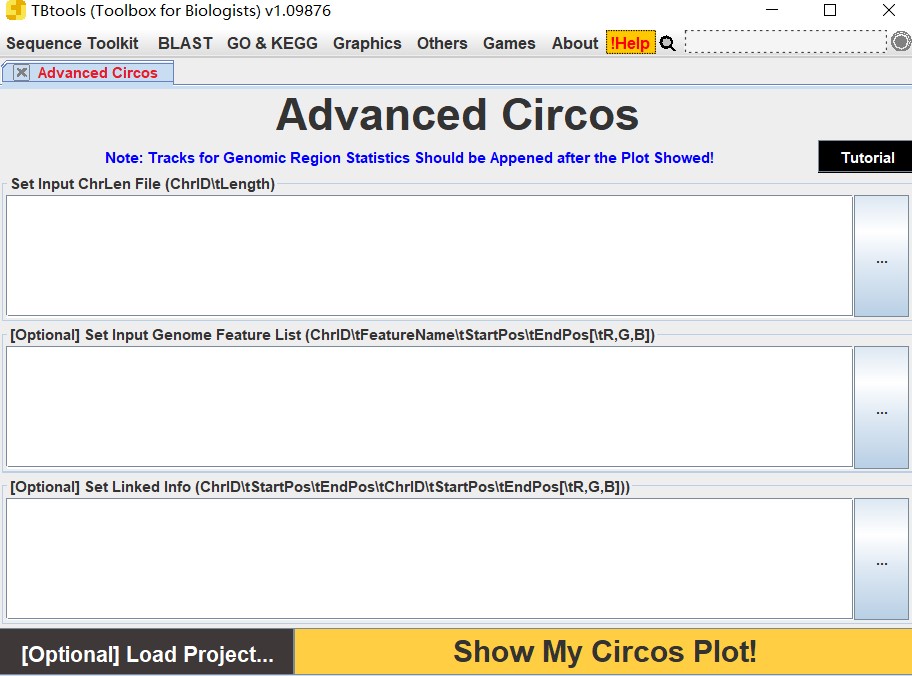 TBtools (Toolbox for Biologists) v1.09876
Sequence Toolkit BLAST GO & KEGG Graphics Others Games About !Help
Advanced Circos
Advanced Circos
Note: Tracks for Genomic Region Statistics Should be Appened after the Plot Showed!
Tutorial
Set Input ChrLen File (ChrID\tLength)
...
[Optional] Set Input Genome Feature List (ChrID\tFeatureName\tStartPos\tEndPos[\tR,G,B])
...
[Optional] Set Linked Info (ChrID\tStartPos\tEndPos\tChrID\tStartPos\tEndPos[\tR,G,B]))
...
[Optional] Load Project... Show My Circos Plot!